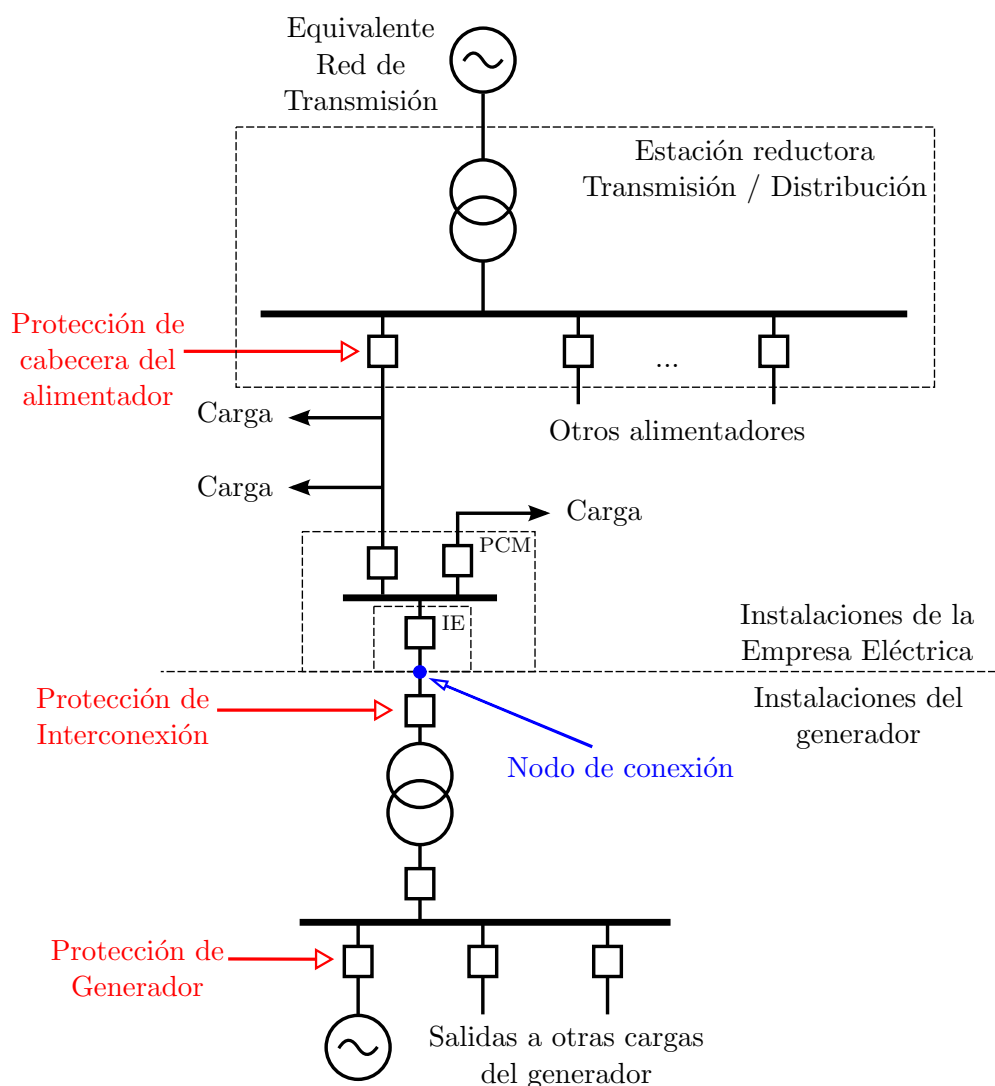 Equivalente
Red de
Transmisión
Estación reductora
Transmisión / Distribución
Protección de
cabecera del
alimentador
...
Carga
Otros alimentadores
Carga
Carga
PCM
IE
Instalaciones de la
Empresa Eléctrica
Protección de
Interconexión
Instalaciones del
generador
Nodo de conexión
Protección de
Generador
Salidas a otras cargas
del generador